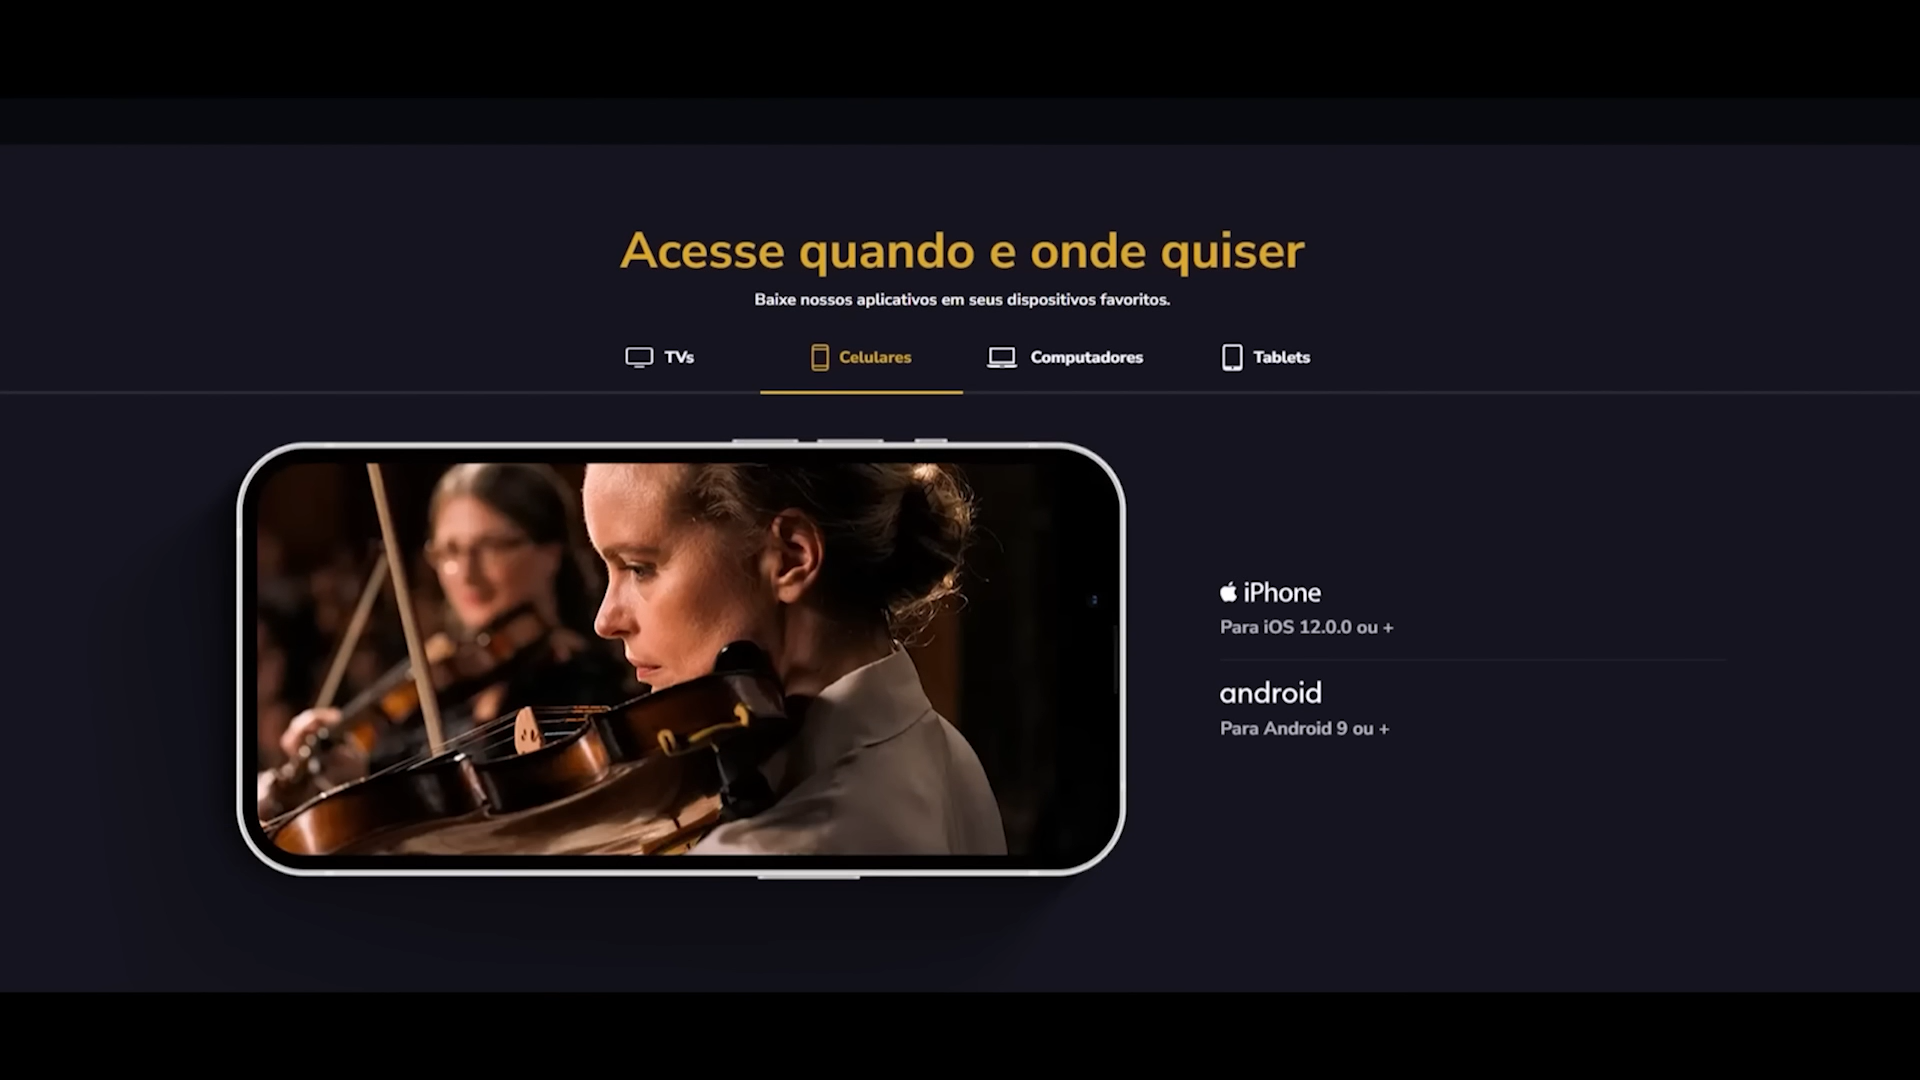 Acesse quando e onde quiser
Baixe nossos aplicativos em seus dispositivos favoritos.
TVs
Celulares
Computadores
Tablets
iPhone
Para iOS 12.0.0 ou +
android
Para Android 9 ou +